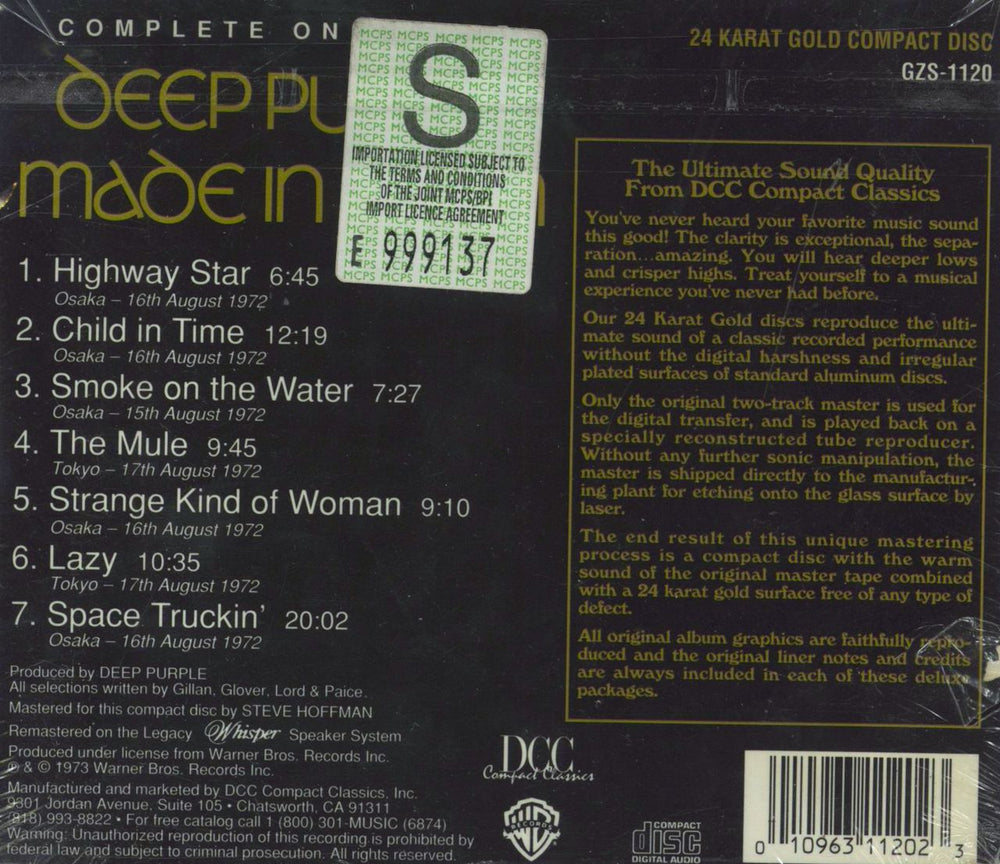 COMPLETE ON
24 KARAT GOLD COMPACT DISC
GZS-1120
DEEP
MADE IN
MCPS MCPS MCPS MCPS MCPS
S
IMPORTATION LICENSED SUBJECT TO
THE TERMS AND CONDITIONS
OF THE JOINT MCPS/BPI
IMPORT LICENCE AGREEMENT
E 999137
1. Highway Star 6:45
Osaka – 16th August 1972
2. Child in Time 12:19
Osaka – 16th August 1972
3. Smoke on the Water 7:27
Osaka – 15th August 1972
4. The Mule 9:45
Tokyo – 17th August 1972
5. Strange Kind of Woman 9:10
Osaka – 16th August 1972
6. Lazy 10:35
Tokyo – 17th August 1972
7. Space Truckin' 20:02
Osaka – 16th August 1972
Produced by DEEP PURPLE
All selections written by Gillan, Glover, Lord & Paice.
Mastered for this compact disc by STEVE HOFFMAN
Remastered on the Legacy Whisper Speaker System
Produced under license from Warner Bros. Records Inc.
℗ & © 1973 Warner Bros. Records Inc.
Manufactured and marketed by DCC Compact Classics, Inc.
9301 Jordan Avenue, Suite 105 • Chatsworth, CA 91311
(818) 993-8822 • For free catalog call 1 (800) 301-MUSIC (6874)
Warning: Unauthorized reproduction of this recording is prohibited by
federal law and subject to criminal prosecution. All rights reserved.
The Ultimate Sound Quality
From DCC Compact Classics
You've never heard your favorite music sound
this good! The clarity is exceptional, the sepa-
ration...amazing. You will hear deeper lows
and crisper highs. Treat yourself to a musical
experience you've never had before.
Our 24 Karat Gold discs reproduce the ulti-
mate sound of a classic recorded performance
without the digital harshness and irregular
plated surfaces of standard aluminum discs.
Only the original two-track master is used for
the digital transfer, and is played back on a
specially reconstructed tube reproducer.
Without any further sonic manipulation, the
master is shipped directly to the manufactur-
ing plant for etching onto the glass surface by
laser.
The end result of this unique mastering
process is a compact disc with the warm
sound of the original master tape combined
with a 24 karat gold surface free of any type of
defect.
All original album graphics are faithfully repro-
duced and the original liner notes and credits
are always included in each of these deluxe
packages.
DCC
Compact Classics
WB
RECORDS
COMPACT
disc
DIGITAL AUDIO
0 10963 11202 3